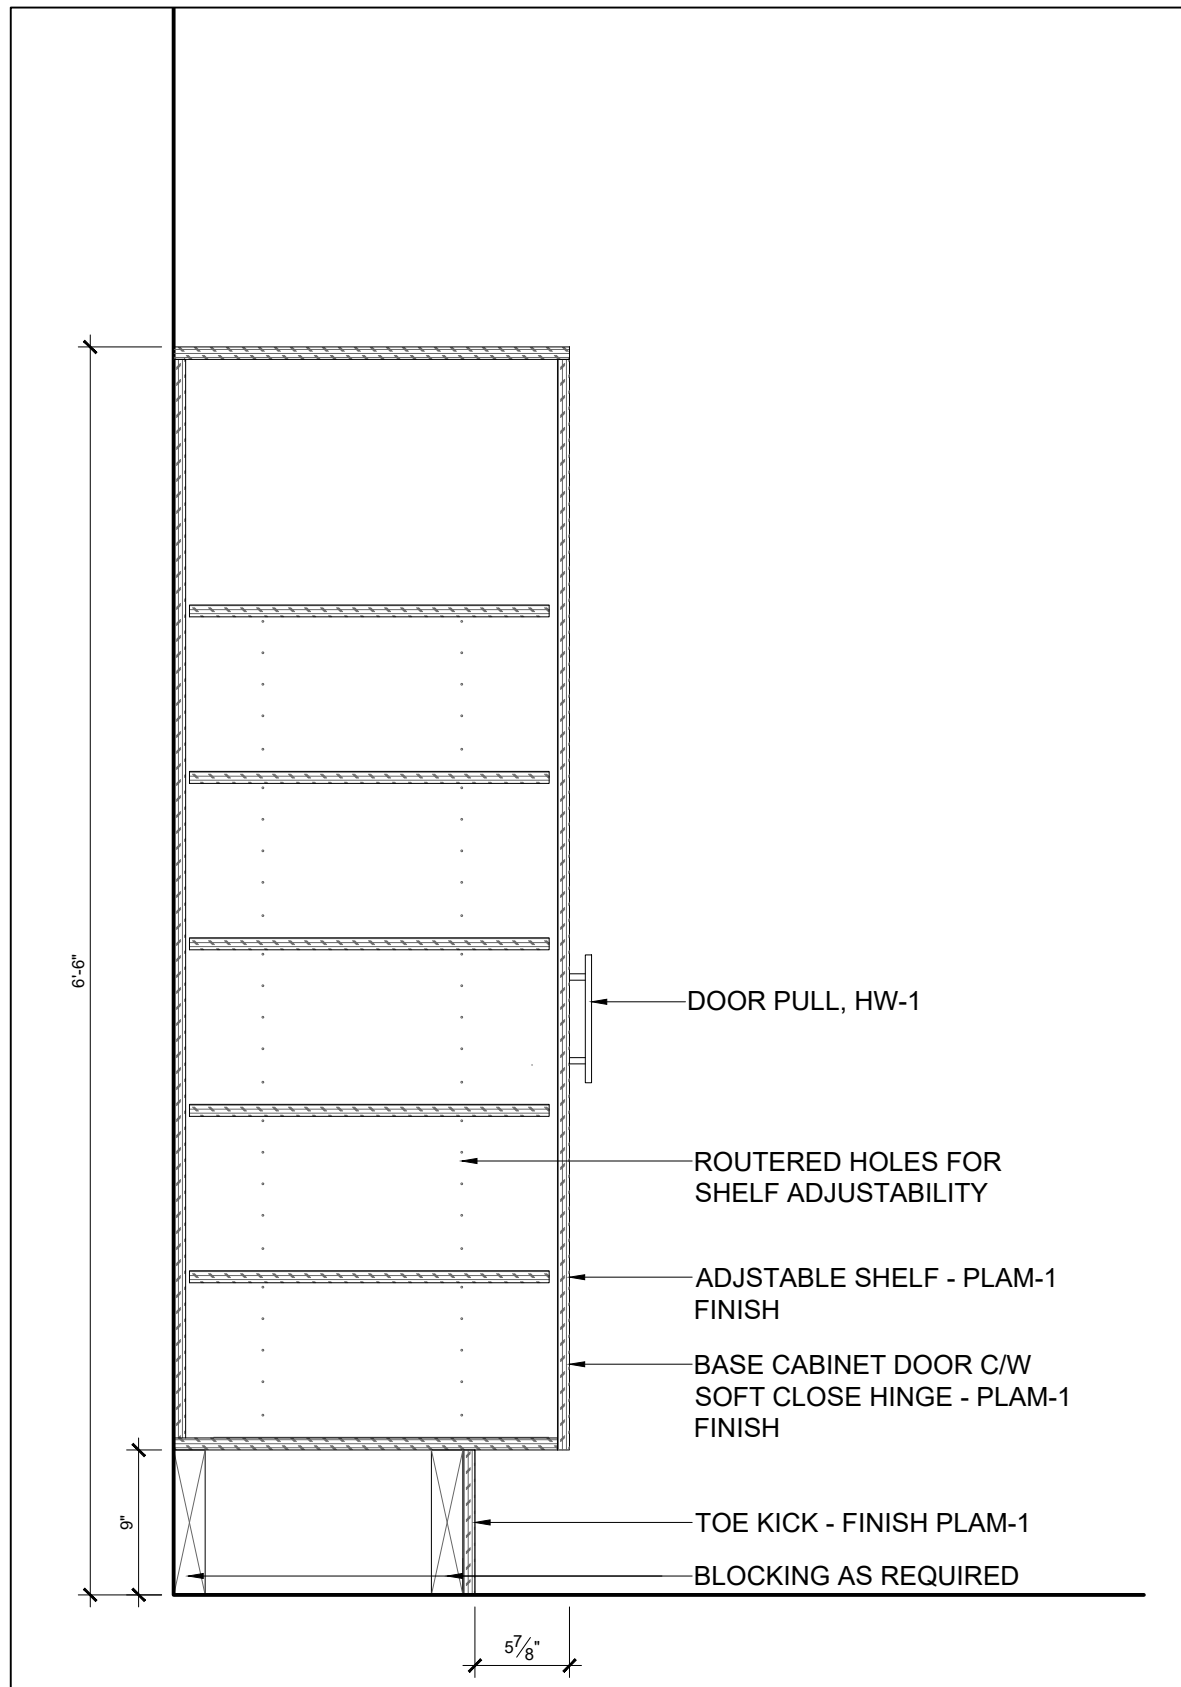 6'-6"
DOOR PULL, HW-1
ROUTERED HOLES FOR
SHELF ADJUSTABILITY
ADJSTABLE SHELF - PLAM-1
FINISH
BASE CABINET DOOR C/W
SOFT CLOSE HINGE - PLAM-1
FINISH
9"
TOE KICK - FINISH PLAM-1
BLOCKING AS REQUIRED
5⅞"